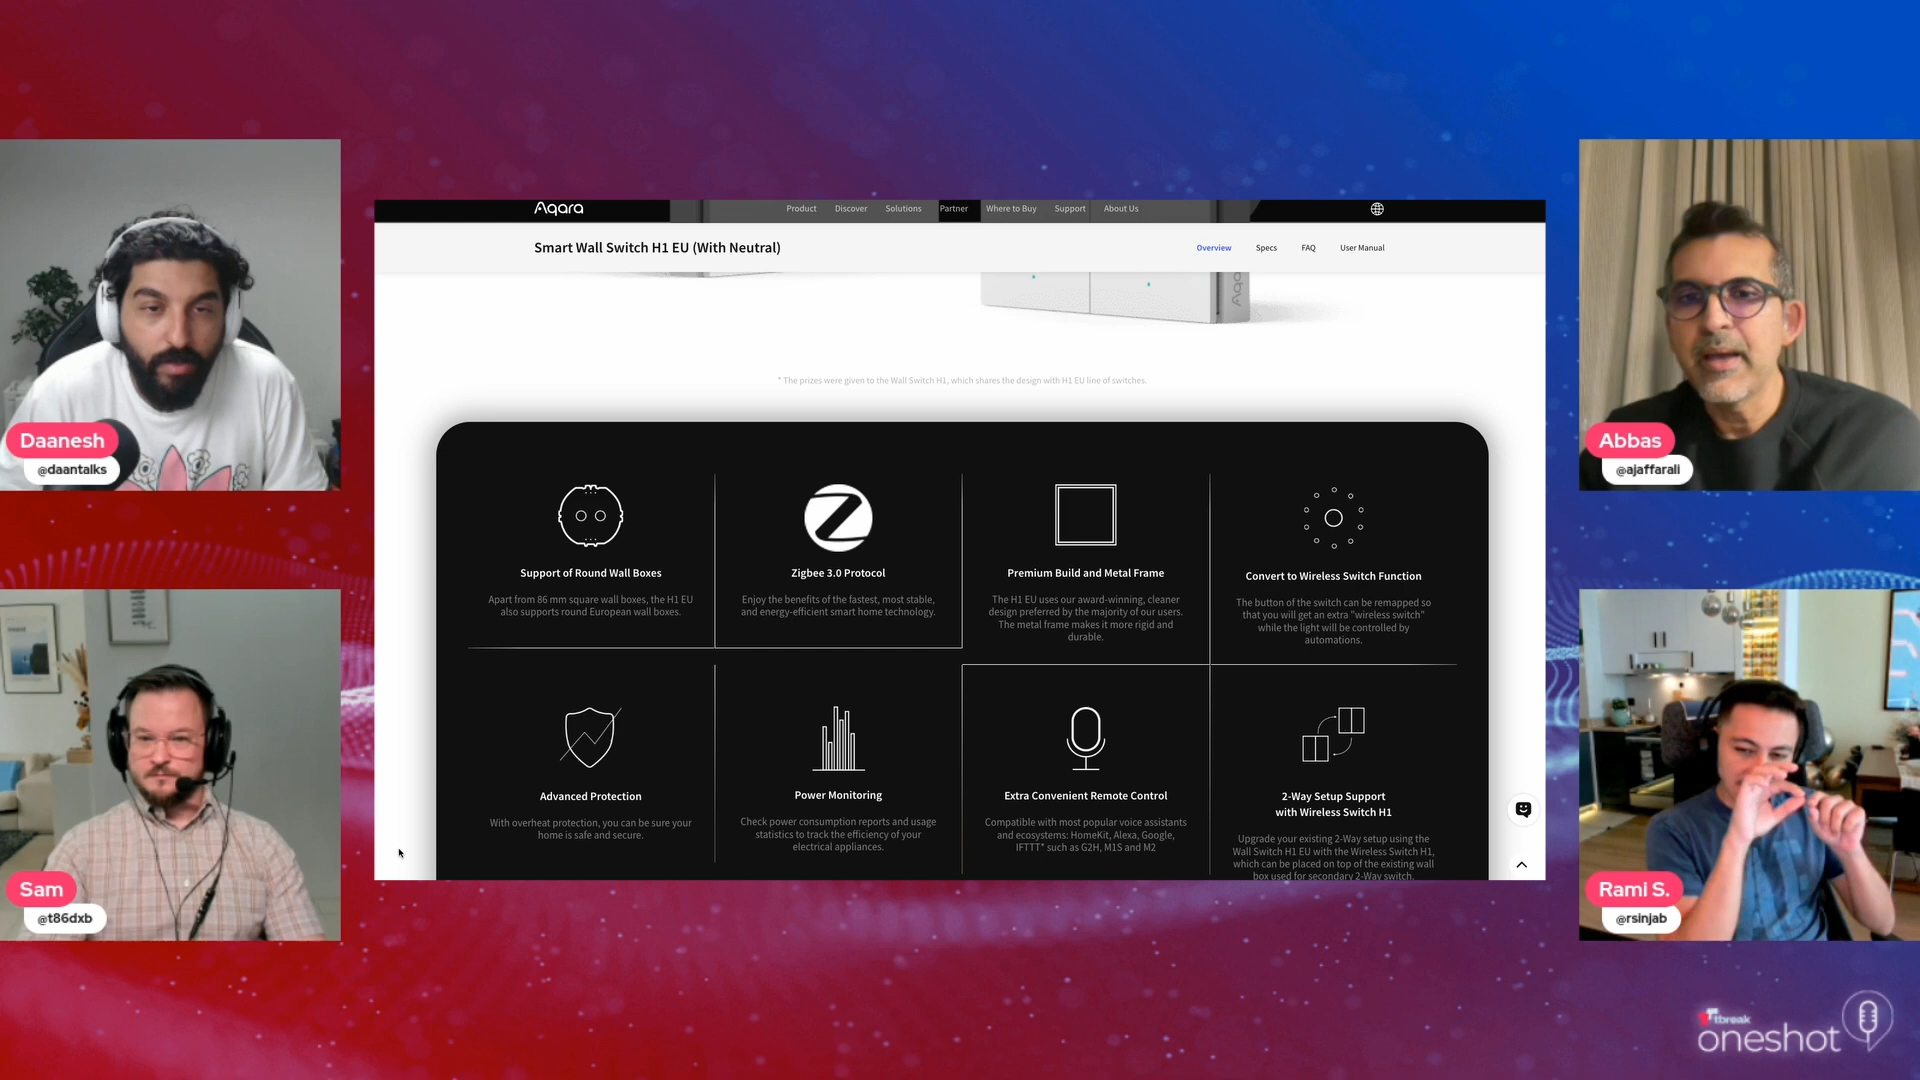 Aqara
Product Discover Solutions Partner Where to Buy Support About Us
Smart Wall Switch H1 EU (With Neutral)
Overview Specs FAQ User Manual
Aqa
* The prizes were given to the Wall Switch H1, which shares the design with H1 EU line of switches.
Support of Round Wall Boxes
Apart from 86 mm square wall boxes, the H1 EU
also supports round European wall boxes.
Zigbee 3.0 Protocol
Enjoy the benefits of the fastest, most stable,
and energy-efficient smart home technology.
Premium Build and Metal Frame
The H1 EU uses our award-winning, cleaner
design preferred by the majority of our users.
The metal frame makes it more rigid and
durable.
Convert to Wireless Switch Function
The button of the switch can be remapped so
that you will get an extra "wireless switch"
while the light will be controlled by
automations.
Advanced Protection
With overheat protection, you can be sure your
home is safe and secure.
Power Monitoring
Check power consumption reports and usage
statistics to track the efficiency of your
electrical appliances.
Extra Convenient Remote Control
Compatible with most popular voice assistants
and ecosystems: HomeKit, Alexa, Google,
IFTTT* such as G2H, M1S and M2
2-Way Setup Support
with Wireless Switch H1
Upgrade your existing 2-Way setup using the
Wall Switch H1 EU with the Wireless Switch H1,
which can be placed on top of the existing wall
box used for secondary 2-Way switch.
Daanesh
@daantalks
Abbas
@ajaffarali
Sam
@t86dxb
Rami S.
@rsinjab
tbreak
oneshot